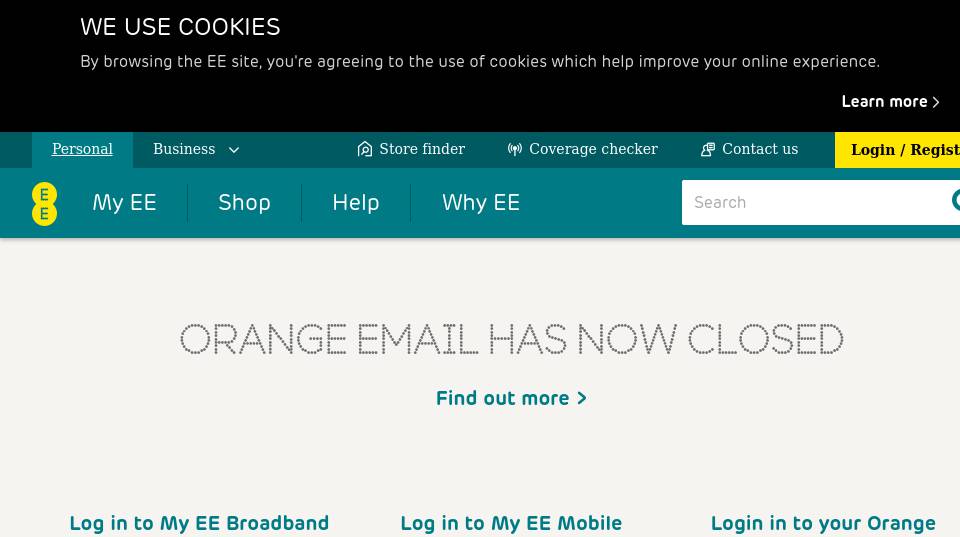 WE USE COOKIES
By browsing the EE site, you're agreeing to the use of cookies which help improve your online experience.
Learn more
Personal Business Store finder Coverage checker Contact us Login / Regist
EE My EE Shop Help Why EE Search
ORANGE EMAIL HAS NOW CLOSED
Find out more
Log in to My EE Broadband Log in to My EE Mobile Login in to your Orange